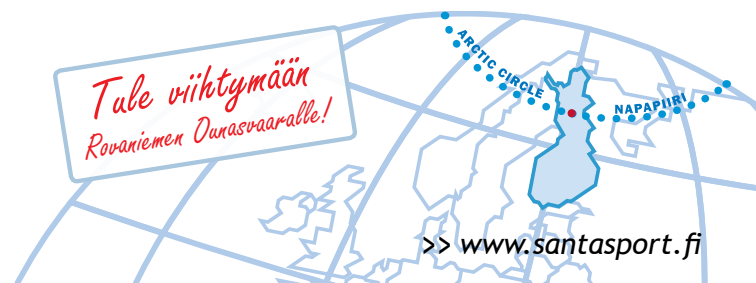 Tule viihtymään
Rovaniemen Ounasvaaralle!
ARCTIC CIRCLE
NAPAPIIRI
>> www.santasport.fi